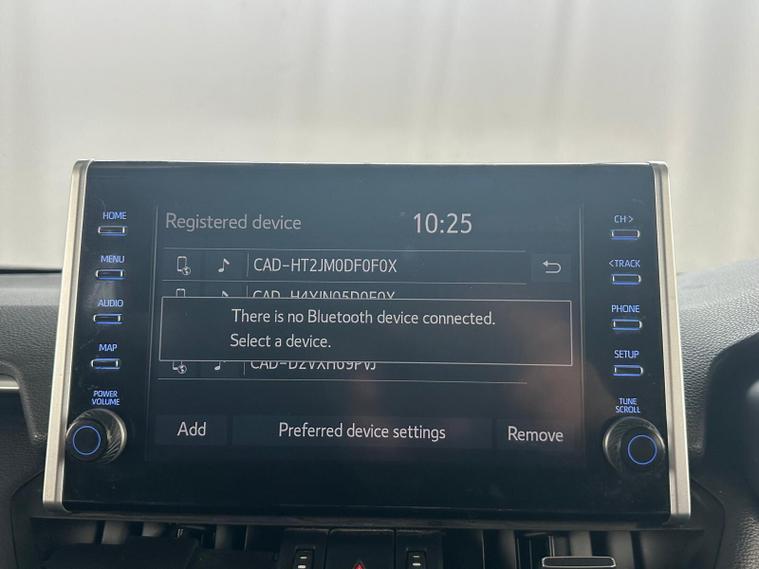 Registered device
10:25
CAD-HT2JM0DF0F0X
There is no Bluetooth device connected.
Select a device.
Add
Preferred device settings
Remove
HOME
MENU
AUDIO
MAP
POWER
VOLUME
CH>
<TRACK
PHONE
SETUP
TUNE
SCROLL